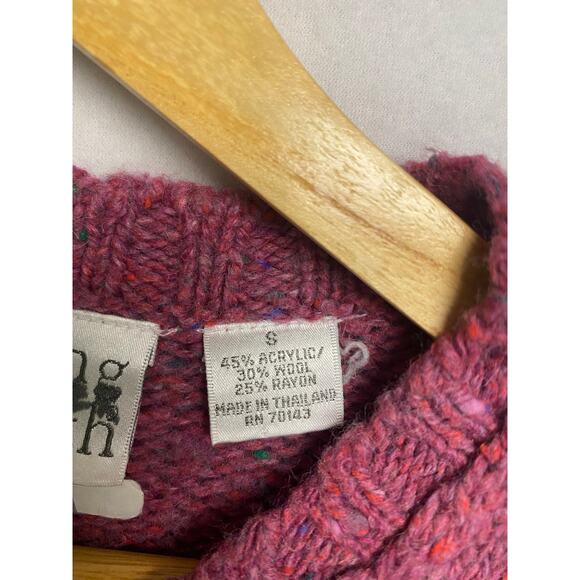 S
45% ACRYLIC/
30% WOOL
25% RAYON
MADE IN THAILAND
RN 70143